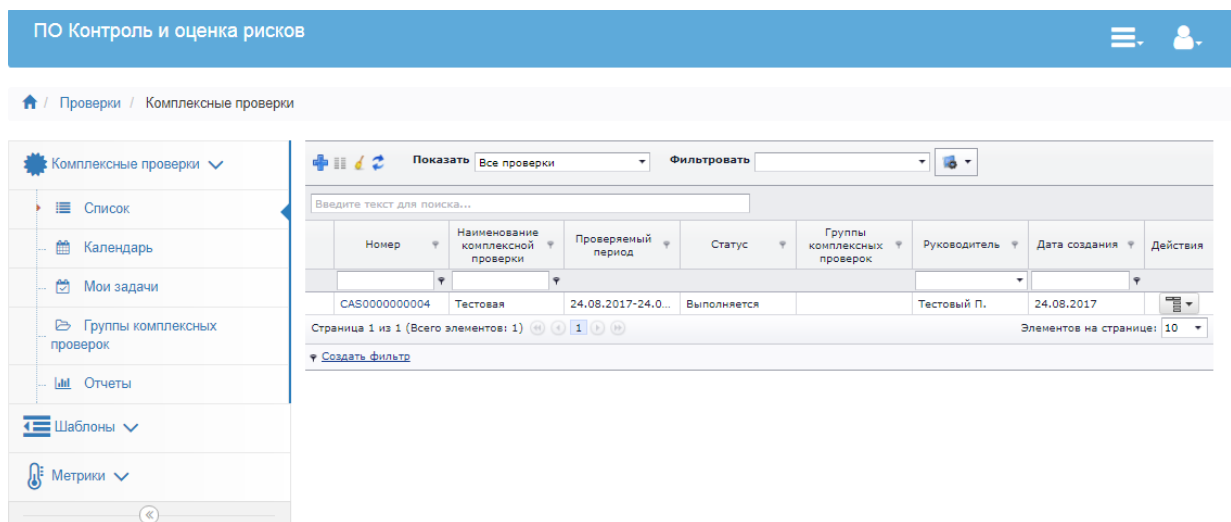 ПО Контроль и оценка рисков
/ Проверки / Комплексные проверки
Комплексные проверки
Список
Календарь
Мои задачи
Группы комплексных
проверок
Отчеты
Шаблоны
Метрики
Показать Все проверки Фильтровать
Введите текст для поиска...
Номер
Наименование
комплексной
проверки
Проверяемый
период
Статус
Группы
комплексных
проверок
Руководитель
Дата создания
Действия
CAS0000000004 Тестовая 24.08.2017-24.0... Выполняется Тестовый П. 24.08.2017
Страница 1 из 1 (Всего элементов: 1) 1 Элементов на странице: 10
Создать фильтр